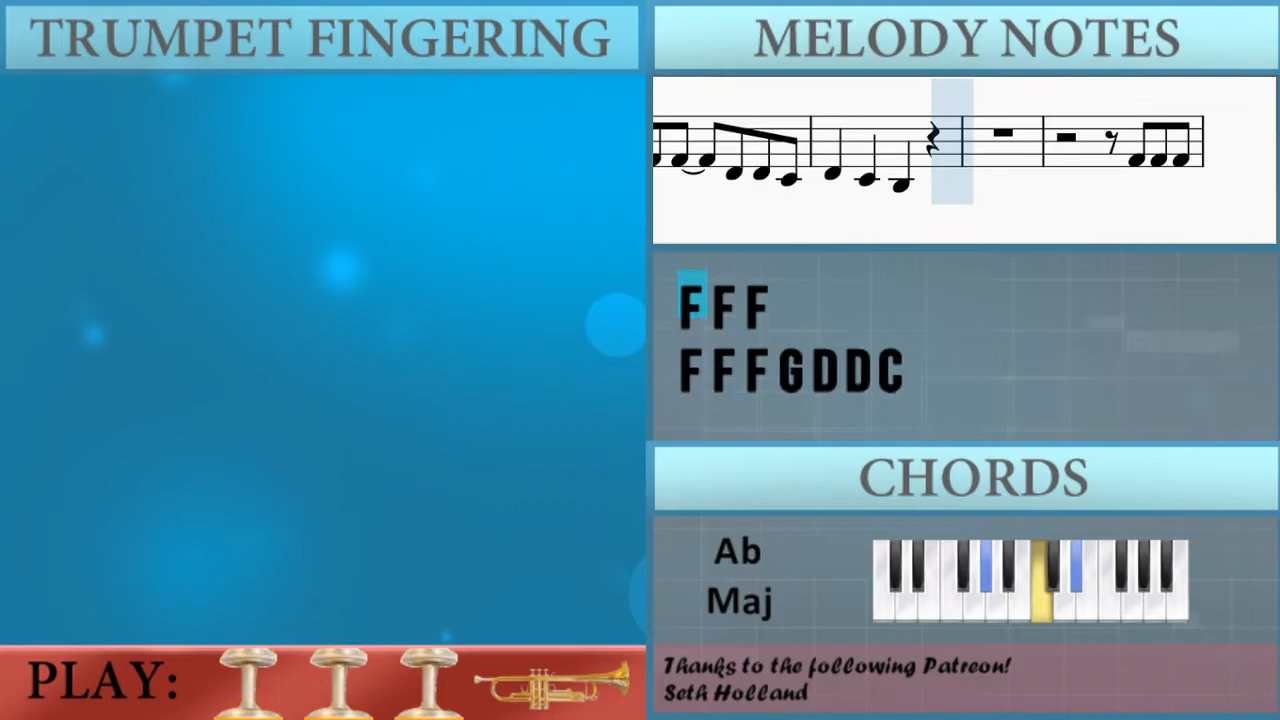 TRUMPET FINGERING
MELODY NOTES
F F F
F F F G D D C
CHORDS
Ab
Maj
PLAY:
Thanks to the following Patreon!
Seth Holland